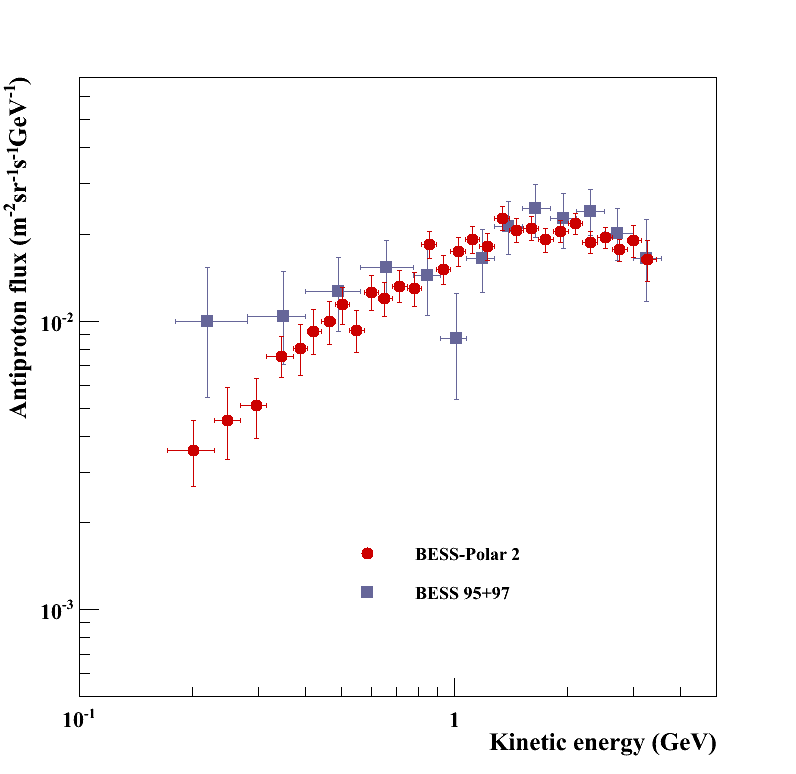 Antiproton flux (m⁻²sr⁻¹s⁻¹GeV⁻¹)
10⁻²
10⁻³
BESS-Polar 2
BESS 95+97
10⁻¹
1
Kinetic energy (GeV)